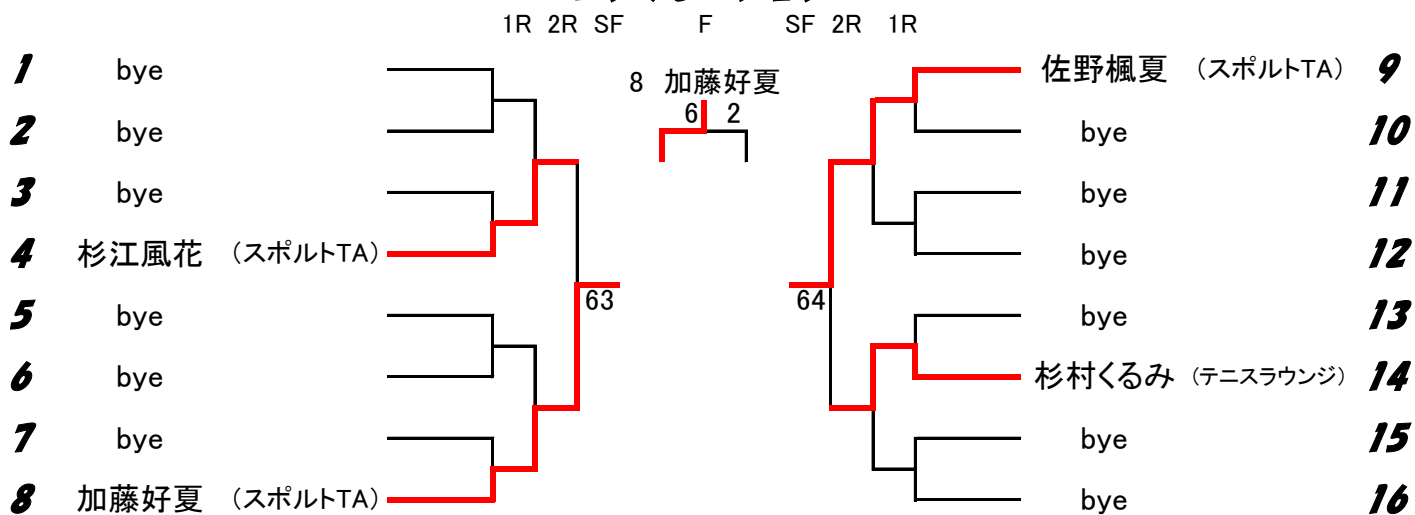 1R 2R SF F SF 2R 1R
1 bye
佐野楓夏 (スポルトTA) 9
8 加藤好夏
6 2
2 bye
bye 10
3 bye
bye 11
4 杉江風花 (スポルトTA)
bye 12
63
64
5 bye
bye 13
6 bye
杉村くるみ (テニスラウンジ) 14
7 bye
bye 15
8 加藤好夏 (スポルトTA)
bye 16